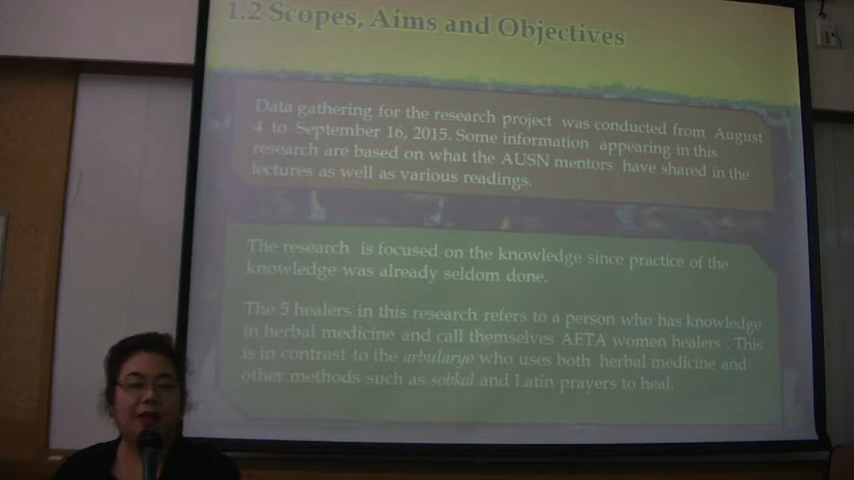 1.2 Scopes, Aims and Objectives
Data gathering for the research project was conducted from August
4 to September 16, 2015. Some information appearing in this
research are based on what the AUSN mentors have shared in the
lectures as well as various readings.
The research is focused on the knowledge since practice of the
knowledge was already seldom done.
The 5 healers in this research refers to a person who has knowledge
in herbal medicine and call themselves AETA women healers . This
is in contrast to the arbularyo who uses both herbal medicine and
other methods such as sobkal and Latin prayers to heal.